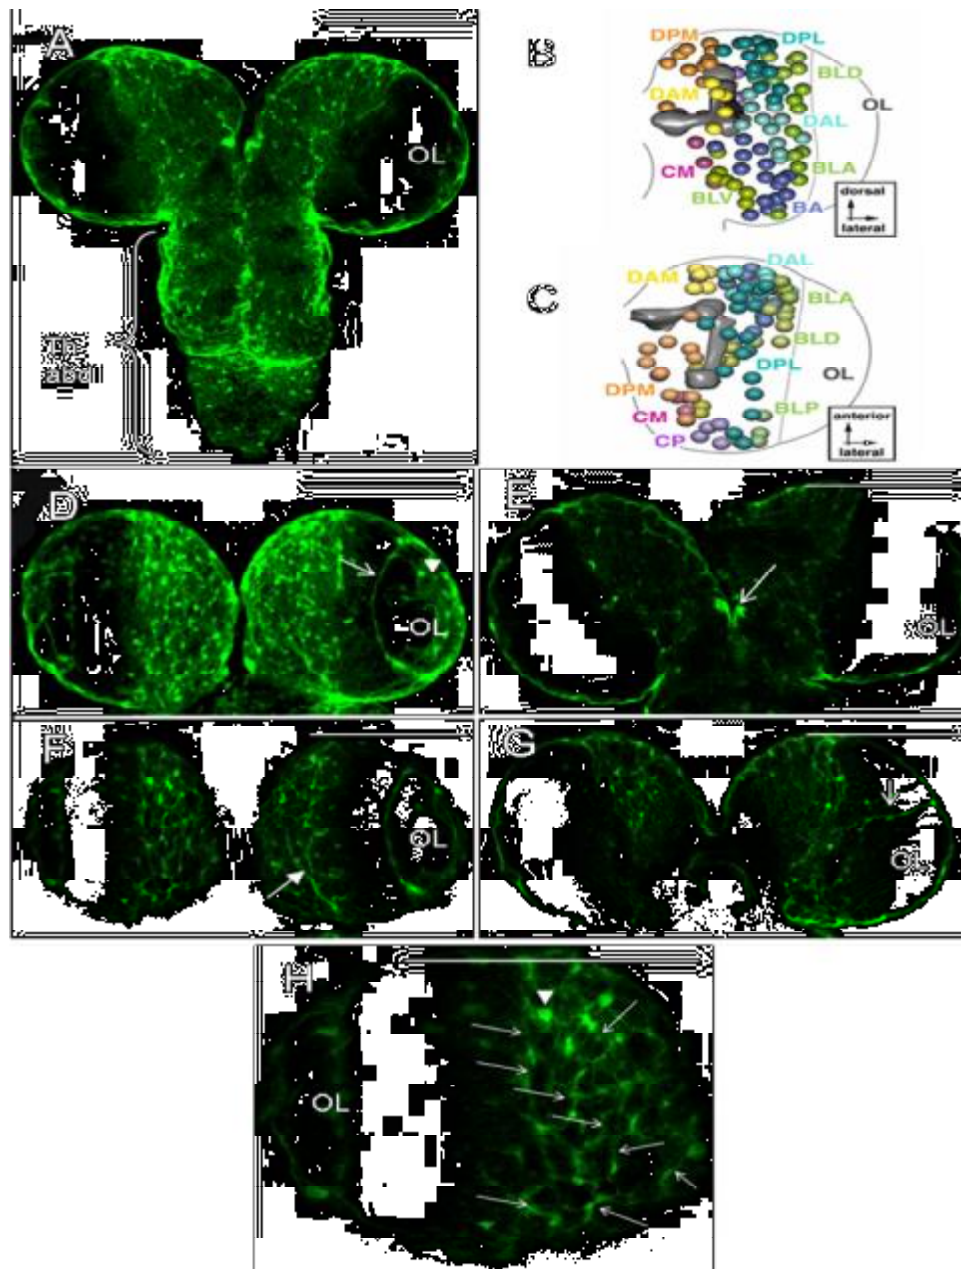 A
OL
B
DPM
DPL
BLD
DAM
OL
DAL
CM
BLA
BLV
BA
dorsal
lateral
C
DAL
DAM
BLA
BLD
DPL
OL
DPM
BLP
CM
CP
anterior
lateral
D
OL
E
OL
F
OL
G
OL
H
OL